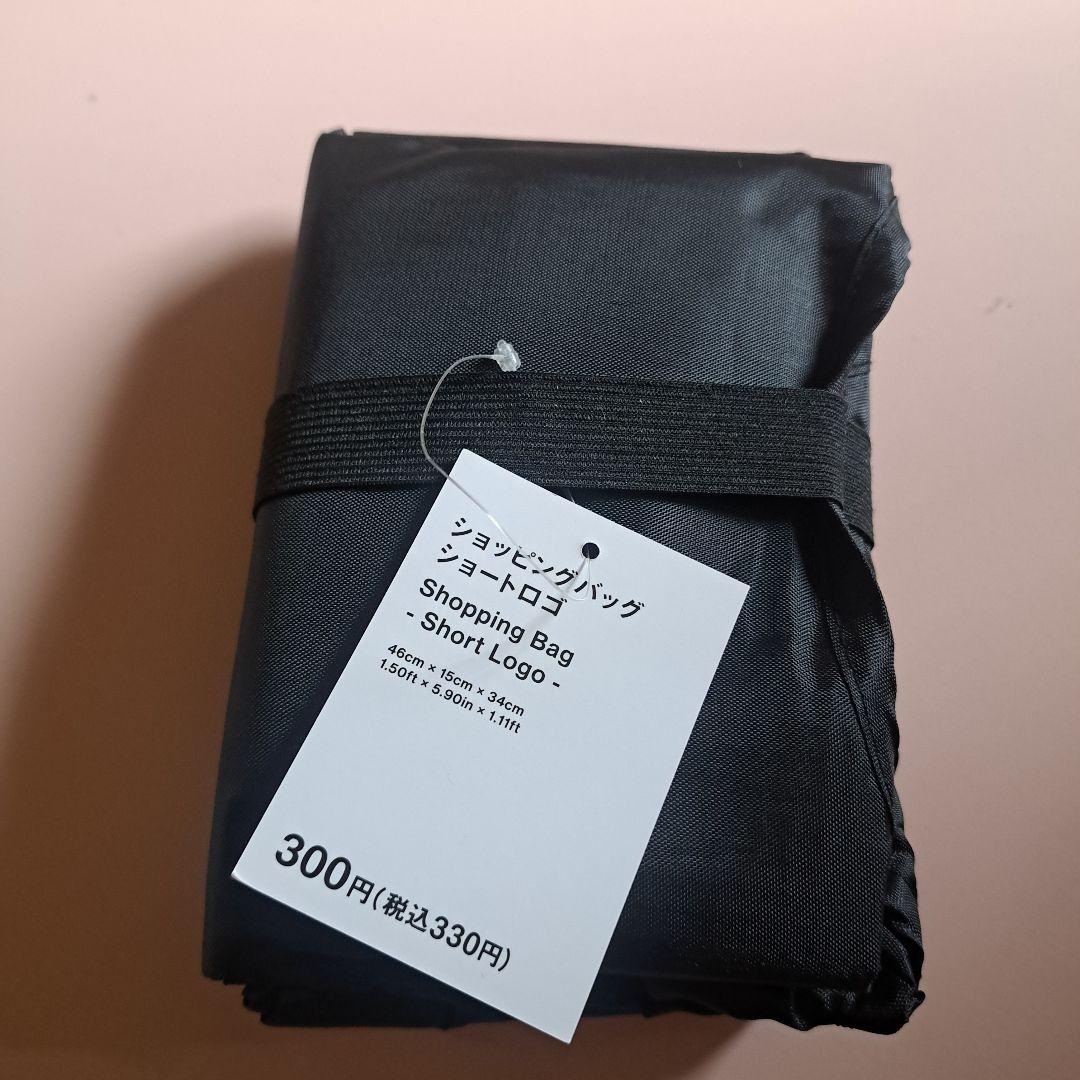 ショッピングバッグ
ショートロゴ
Shopping Bag
- Short Logo -
46cm × 15cm × 34cm
1.50ft × 5.90in × 1.11ft
300円(税込330円)